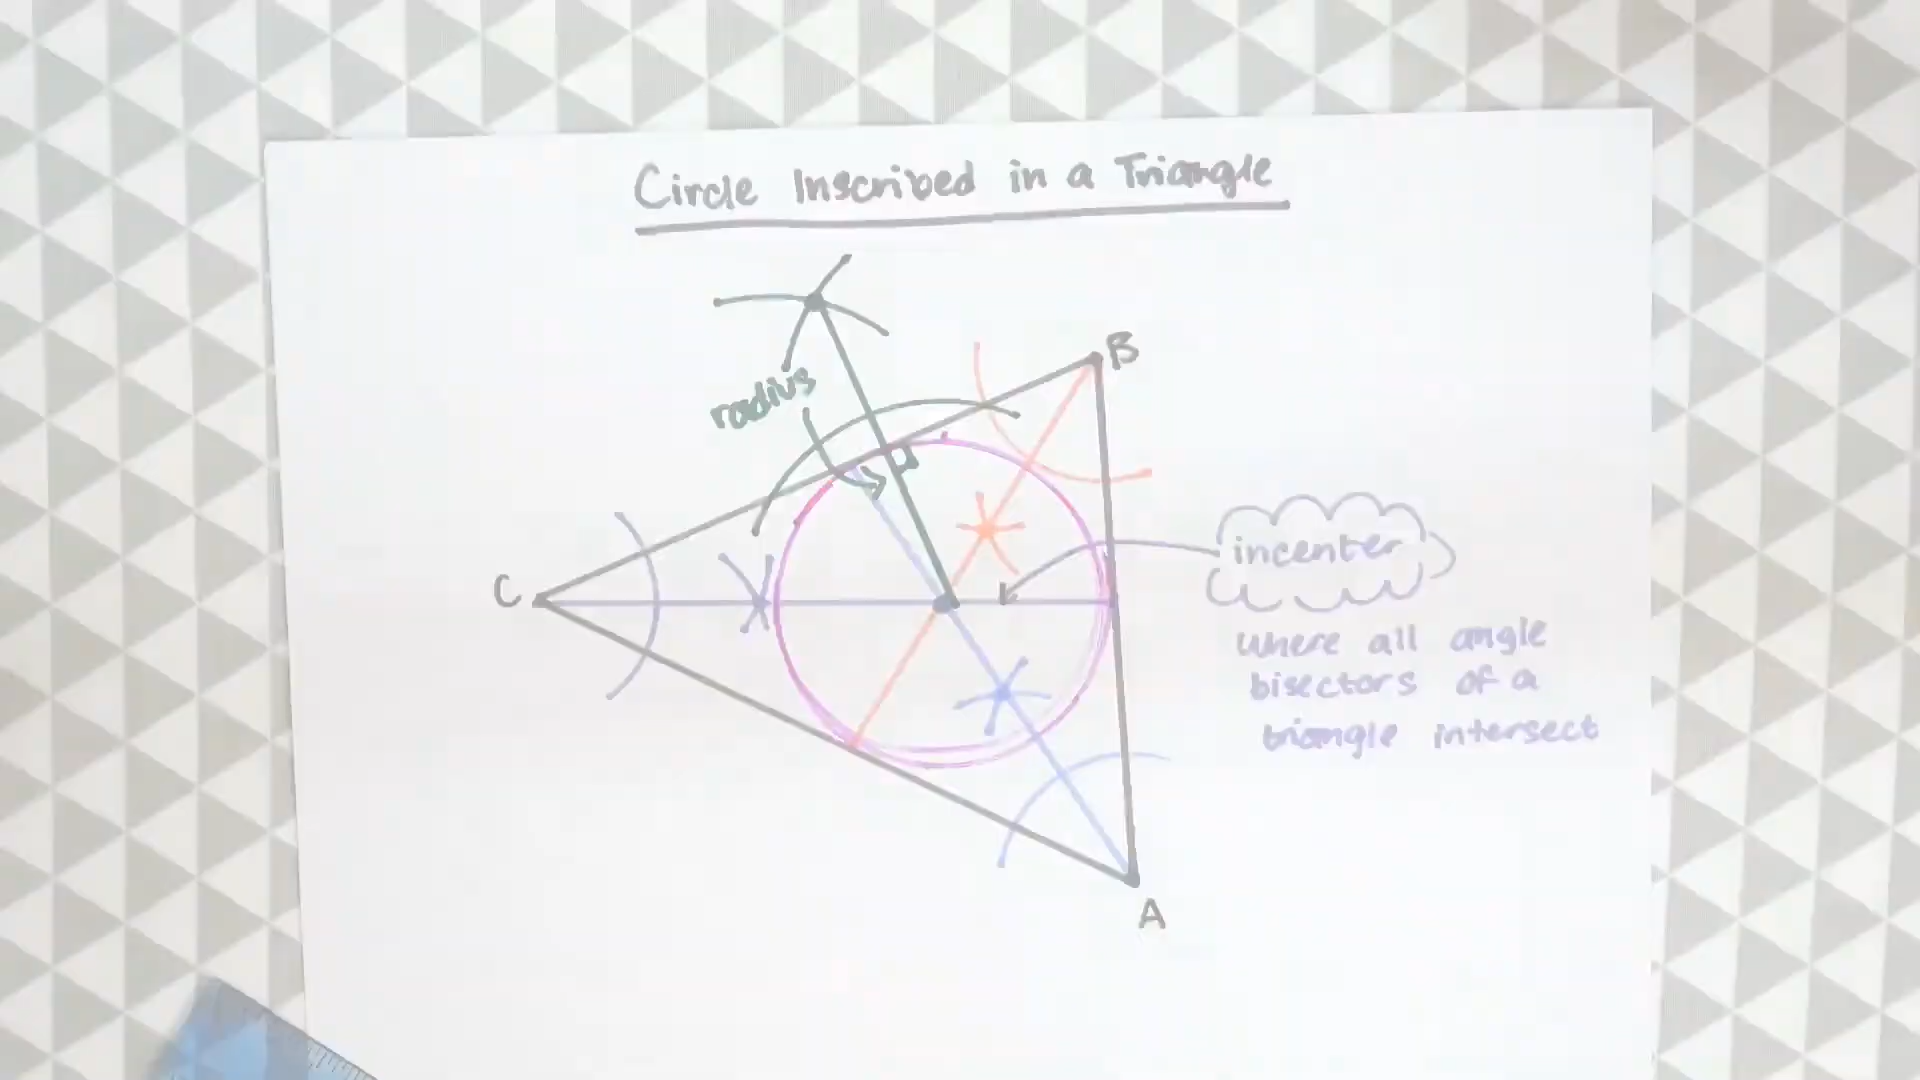 Circle Inscribed in a Triangle
B
radius
incenter
C
where all angle
bisectors of a
triangle intersect
A